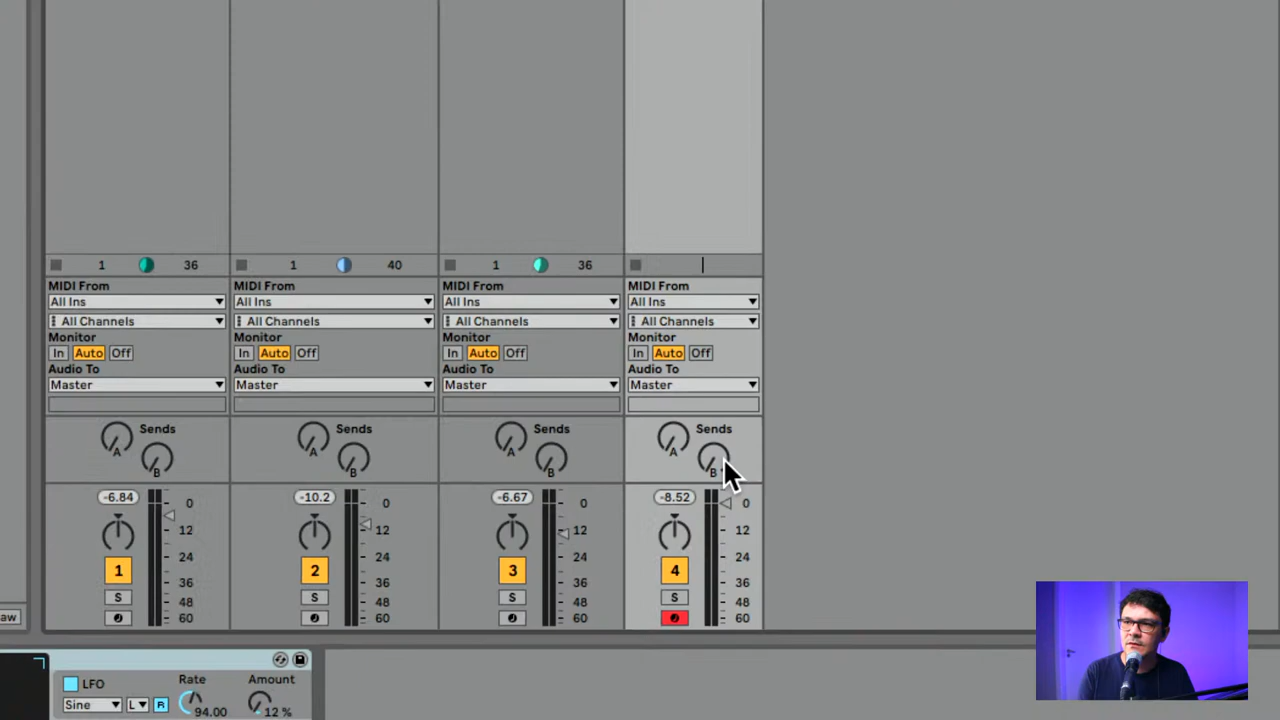 1 36 1 40 1 36
MIDI From MIDI From MIDI From MIDI From
All Ins All Ins All Ins All Ins
All Channels All Channels All Channels All Channels
Monitor Monitor Monitor Monitor
In Auto Off In Auto Off In Auto Off In Auto Off
Audio To Audio To Audio To Audio To
Master Master Master Master
Sends Sends Sends Sends
A A A A
B B B B
-6.84 0 -10.2 0 -6.67 0 -8.52 0
12 12 12 12
24 24 24 24
1 2 3 4
36 36 36 36
S 48 S 48 S 48 S 48
60 60 60 60
aw
LFO Rate Amount
Sine L R 94.00 12 %